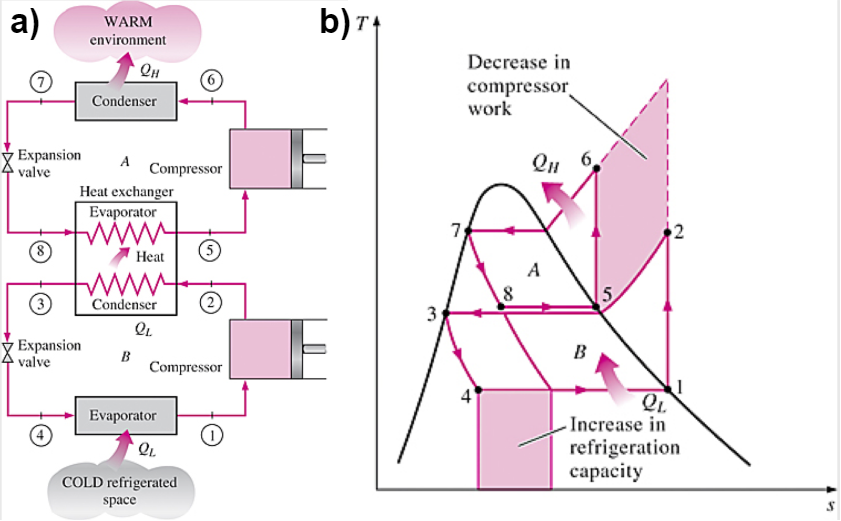 a)
WARM
environment
Q_H
7
6
Condenser
Expansion
valve
A
Compressor
Heat exchanger
Evaporator
8
5
Heat
3
2
Condenser
Q_L
Expansion
valve
B
Compressor
Evaporator
4
1
Q_L
COLD refrigerated
space
b)
T
Decrease in
compressor
work
Q_H
6
7
2
A
8
5
3
B
4
1
Q_L
Increase in
refrigeration
capacity
s